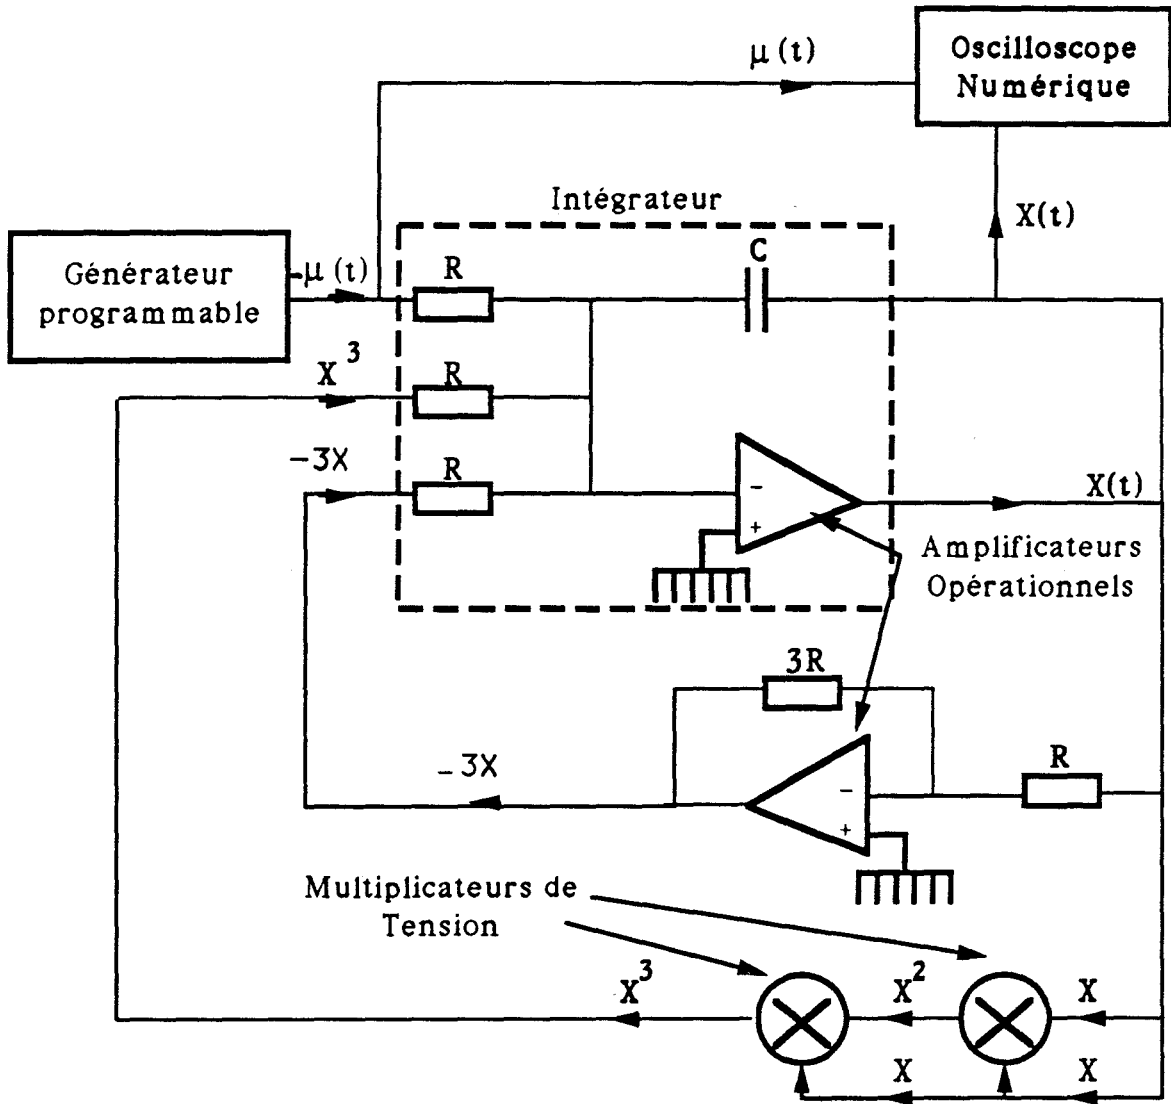 Oscilloscope
Numérique
μ(t)
Intégrateur
X(t)
C
Générateur
programmable
-μ(t)
R
X³
R
-3X
R
-
+
X(t)
Amplificateurs
Opérationnels
3R
R
-3X
-
+
Multiplicateurs de
Tension
X³
X²
X
X
X